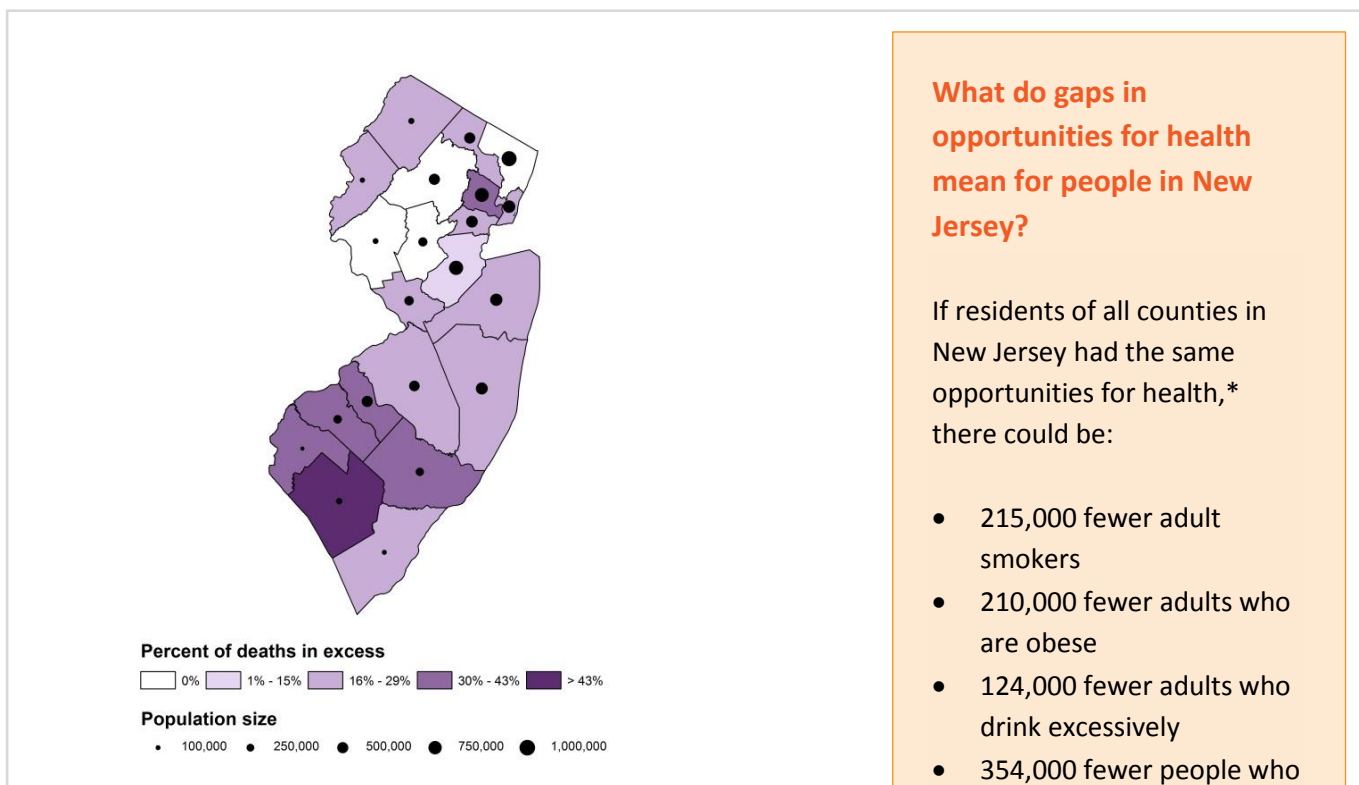 Percent of deaths in excess
0% 1% - 15% 16% - 29% 30% - 43% > 43%
Population size
100,000 250,000 500,000 750,000 1,000,000
What do gaps in
opportunities for health
mean for people in New
Jersey?
If residents of all counties in
New Jersey had the same
opportunities for health,*
there could be:
• 215,000 fewer adult
smokers
• 210,000 fewer adults who
are obese
• 124,000 fewer adults who
drink excessively
• 354,000 fewer people who